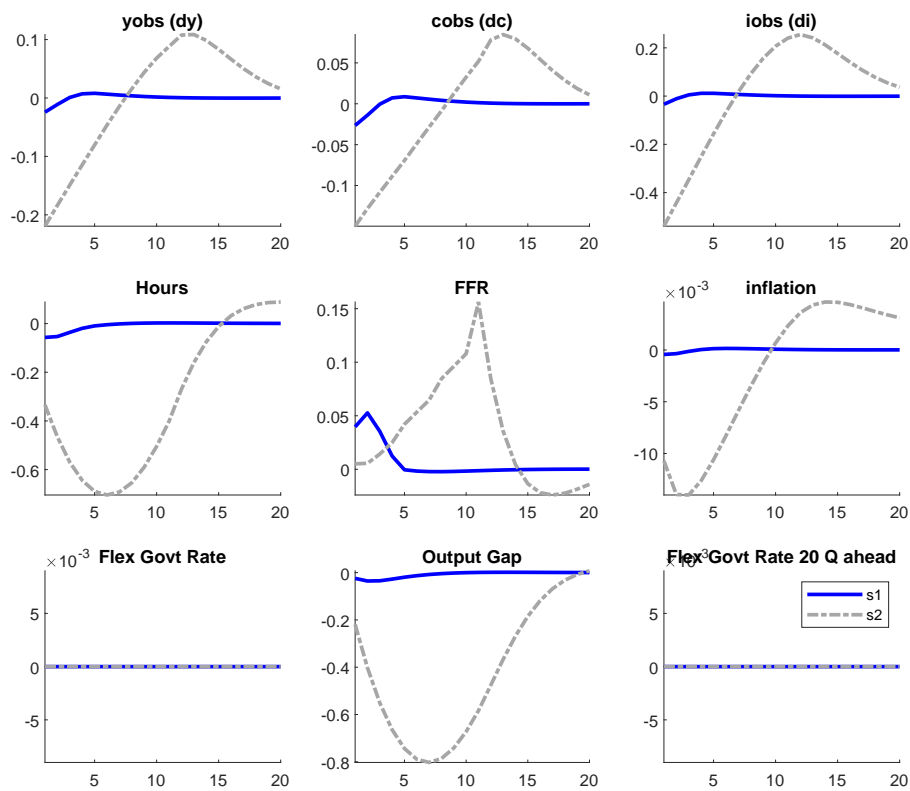 yobs (dy)
0.1
0
-0.1
-0.2
5 10 15 20
cobs (dc)
0.05
0
-0.05
-0.1
5 10 15 20
iobs (di)
0.2
0
-0.2
-0.4
5 10 15 20
Hours
0
-0.2
-0.4
-0.6
5 10 15 20
FFR
0.15
0.1
0.05
0
5 10 15 20
inflation
×10-3
0
-5
-10
5 10 15 20
Flex Govt Rate
×10-3
5
0
-5
5 10 15 20
Output Gap
0
-0.2
-0.4
-0.6
-0.8
5 10 15 20
Flex Govt Rate 20 Q ahead
×10-3
5
0
-5
5 10 15 20
s1
s2